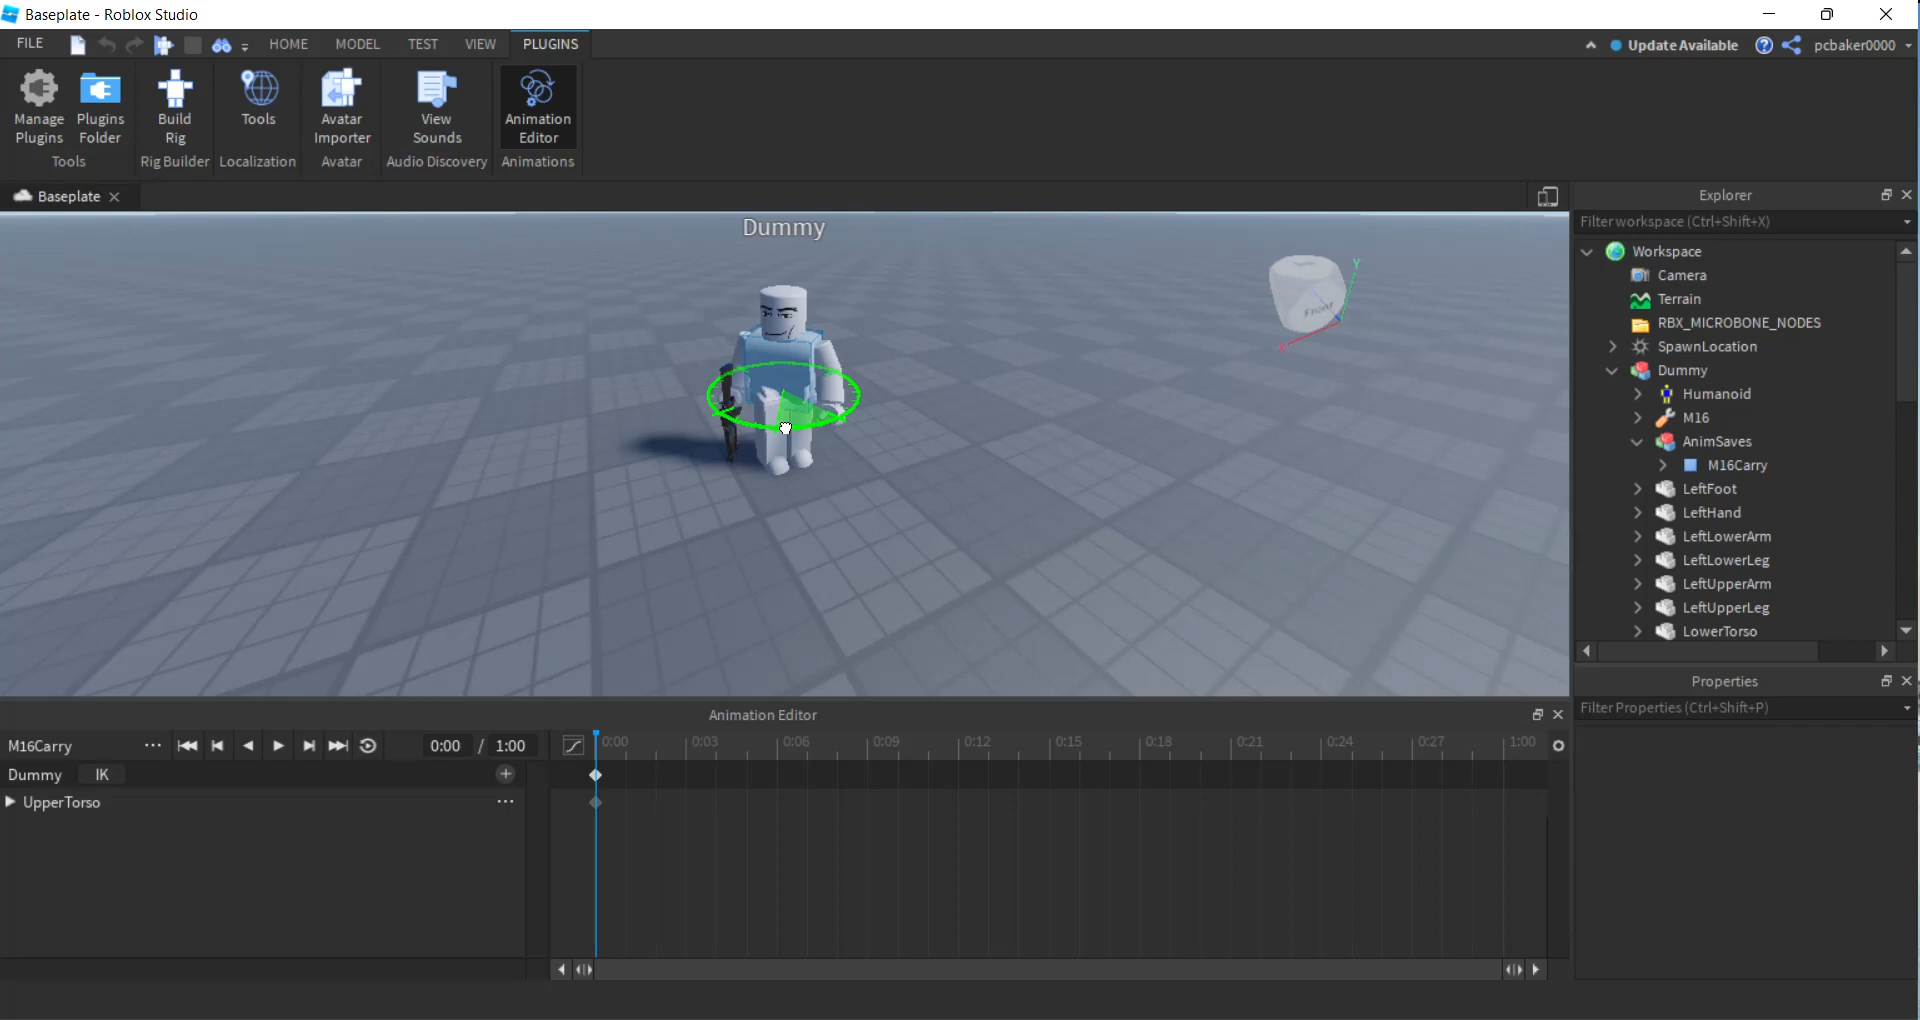 Baseplate - Roblox Studio
FILE HOME MODEL TEST VIEW PLUGINS Update Available pcbaker0000
Manage Plugins Plugins Folder Build Rig Tools Avatar Importer View Sounds Animation Editor
Tools Rig Builder Localization Avatar Audio Discovery Animations
Baseplate
Explorer
Dummy
Filter workspace (Ctrl+Shift+X)
Workspace
Camera
Terrain
RBX_MICROBONE_NODES
SpawnLocation
Dummy
Humanoid
M16
AnimSaves
M16Carry
LeftFoot
LeftHand
LeftLowerArm
LeftLowerLeg
LeftUpperArm
LeftUpperLeg
LowerTorso
Y
Front
Properties
Filter Properties (Ctrl+Shift+P)
Animation Editor
M16Carry ... 0:00 / 1:00 0:00 0:03 0:06 0:09 0:12 0:15 0:18 0:21 0:24 0:27 1:00
Dummy IK
UpperTorso ...